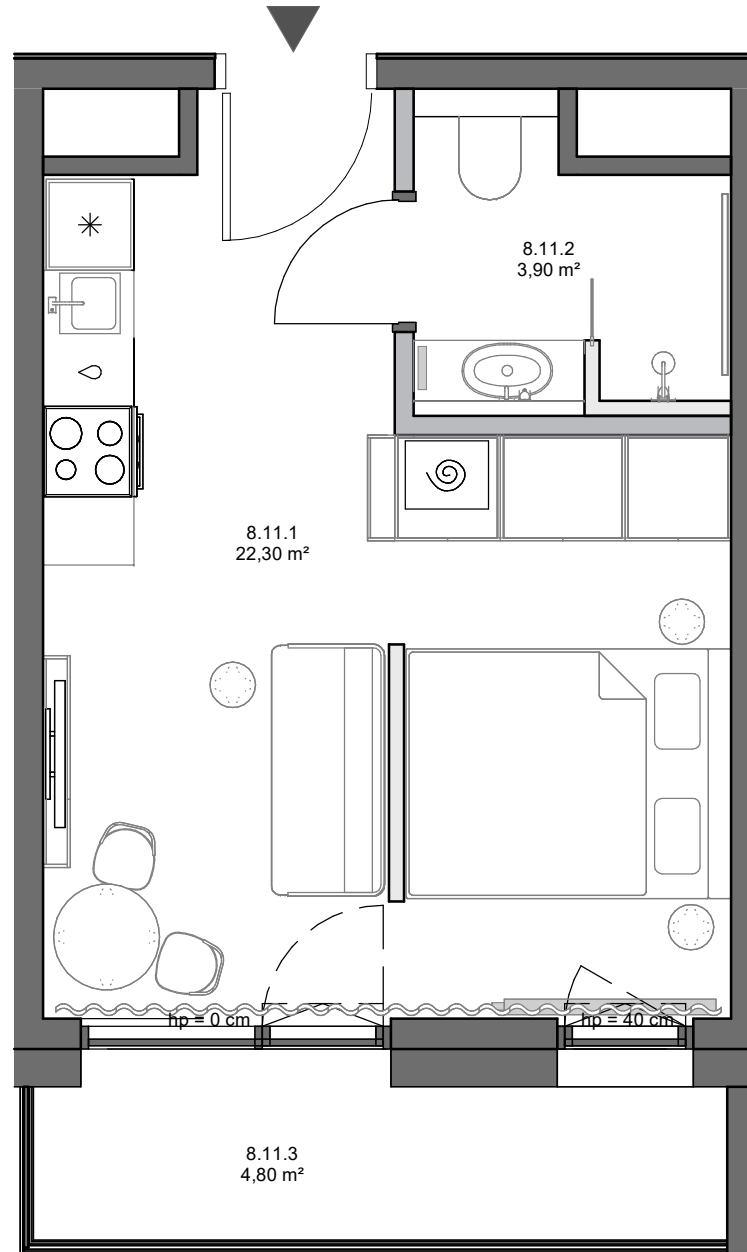 8.11.2
3,90 m²
8.11.1
22,30 m²
hp = 0 cm
hp = 40 cm
8.11.3
4,80 m²